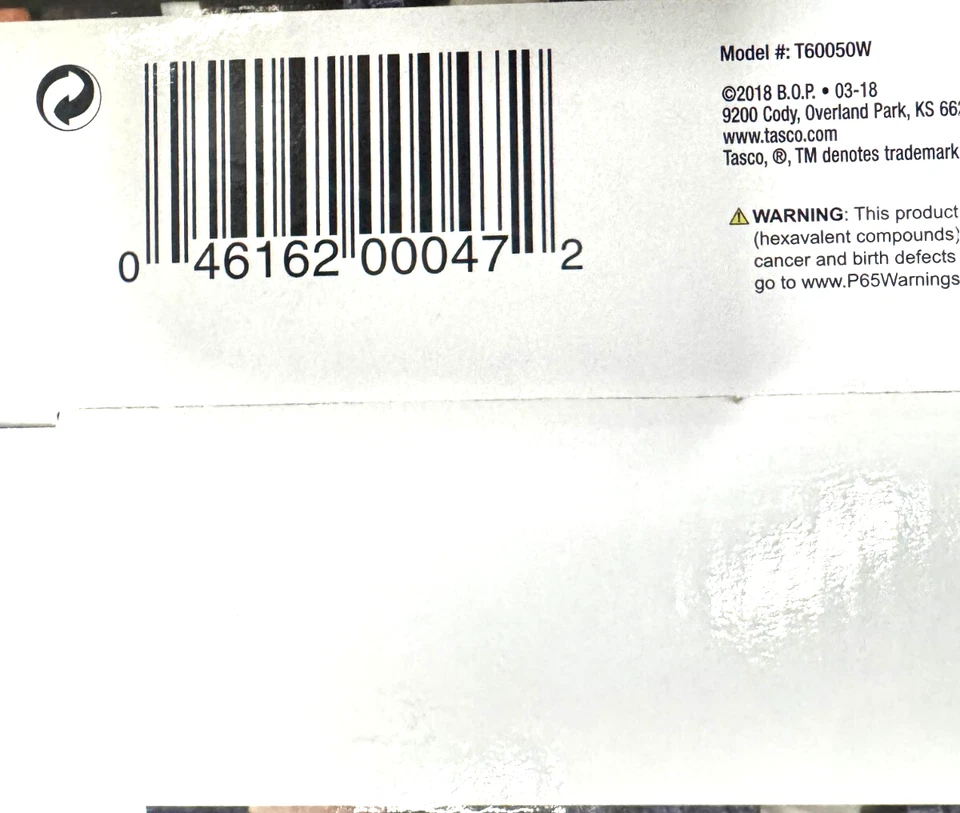 0 46162 00047 2
Model #: T60050W
©2018 B.O.P. • 03-18
9200 Cody, Overland Park, KS
www.tasco.com
Tasco, ®, TM denotes trademark
WARNING: This product
(hexavalent compounds)
cancer and birth defects
go to www.P65Warnings